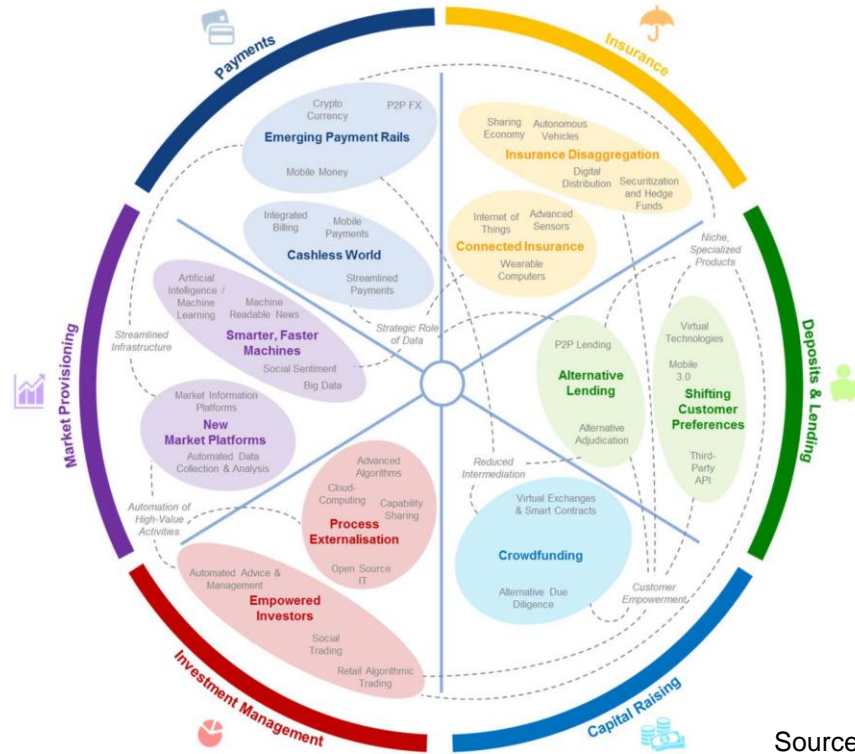 Payments
Insurance
Deposits & Lending
Capital Raising
Investment Management
Market Provisioning
Crypto
Currency
P2P FX
Emerging Payment Rails
Mobile Money
Integrated
Billing
Mobile
Payments
Cashless World
Streamlined
Payments
Sharing
Economy
Autonomous
Vehicles
Insurance Disaggregation
Digital
Distribution
Securitization
and Hedge
Funds
Internet of
Things
Advanced
Sensors
Connected Insurance
Wearable
Computers
Niche,
Specialized
Products
Artificial
Intelligence /
Machine
Learning
Machine
Readable News
Smarter, Faster
Machines
Social Sentiment
Big Data
Streamlined
Infrastructure
Strategic Role
of Data
P2P Lending
Alternative
Lending
Alternative
Adjudication
Virtual
Technologies
Mobile
3.0
Shifting
Customer
Preferences
Third-
Party
API
Market Information
Platforms
New
Market Platforms
Automated Data
Collection & Analysis
Automation of
High-Value
Activities
Advanced
Algorithms
Cloud-
Computing
Capability
Sharing
Process
Externalisation
Open Source
IT
Reduced
Intermediation
Virtual Exchanges
& Smart Contracts
Crowdfunding
Alternative Due
Diligence
Customer
Empowerment
Automated Advice &
Management
Empowered
Investors
Social
Trading
Retail Algorithmic
Trading
Source